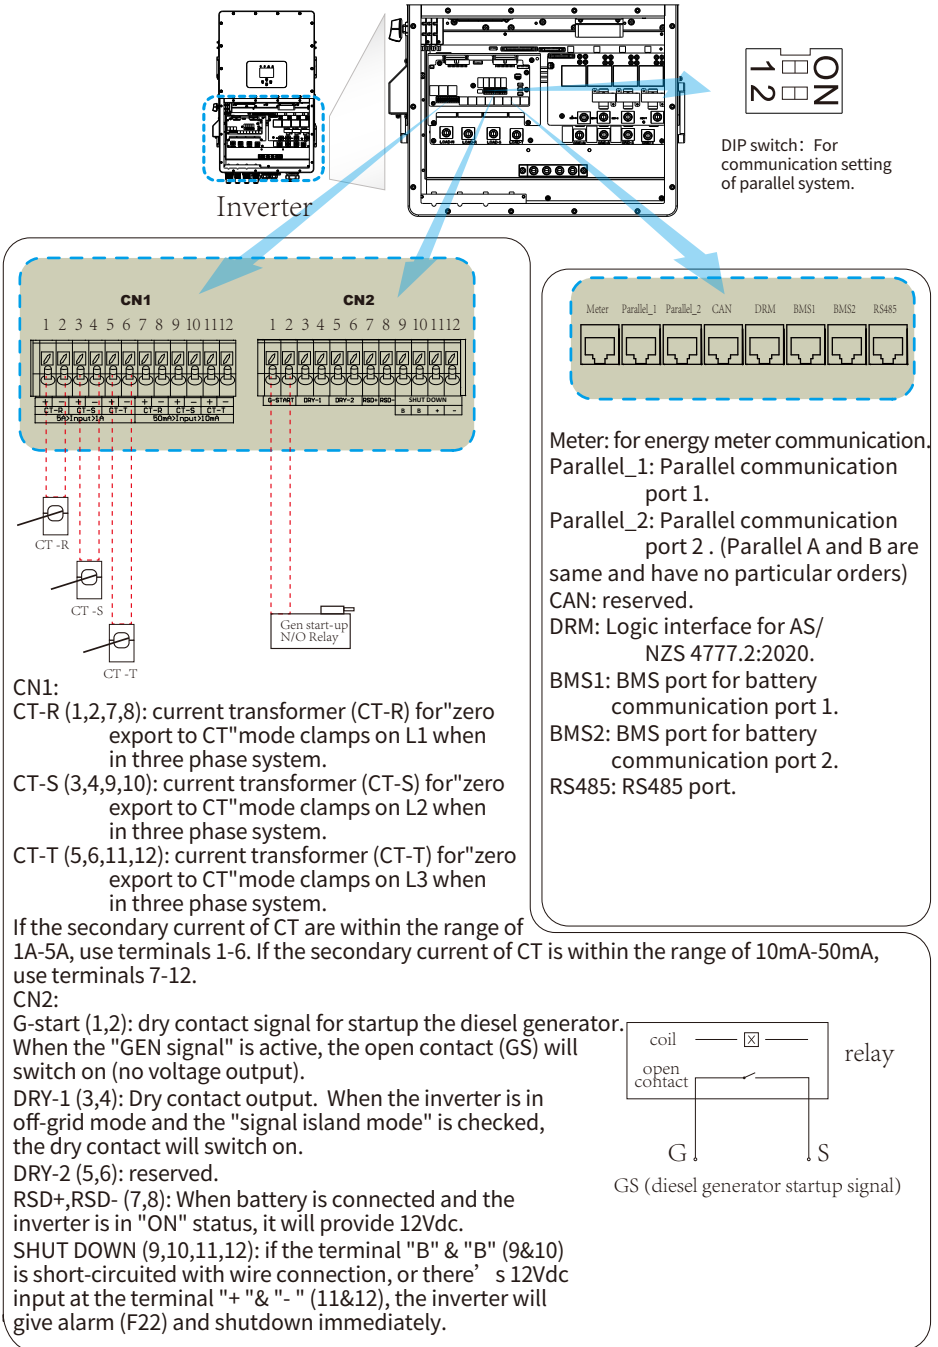 ON
1 2
DIP switch: For
communication setting
of parallel system.
Inverter
LOAD-N LOAD-R LOAD-S LOAD-T
CN1
1 2 3 4 5 6 7 8 9 10 11 12
+ - + - + - + - + - + -
CT-R CT-S CT-T CT-R CT-S CT-T
5A>Input>1A 50mA>Input>10mA
CN2
1 2 3 4 5 6 7 8 9 10 11 12
G-START DRY-1 DRY-2 RSD+ RSD- SHUT DOWN
B B + -
CT -R
CT -S
CT -T
Gen start-up
N/O Relay
Meter Parallel_1 Parallel_2 CAN DRM BMS1 BMS2 RS485
Meter: for energy meter communication.
Parallel_1: Parallel communication
port 1.
Parallel_2: Parallel communication
port 2 . (Parallel A and B are
same and have no particular orders)
CAN: reserved.
DRM: Logic interface for AS/
NZS 4777.2:2020.
BMS1: BMS port for battery
communication port 1.
BMS2: BMS port for battery
communication port 2.
RS485: RS485 port.
CN1:
CT-R (1,2,7,8): current transformer (CT-R) for"zero
export to CT"mode clamps on L1 when
in three phase system.
CT-S (3,4,9,10): current transformer (CT-S) for"zero
export to CT"mode clamps on L2 when
in three phase system.
CT-T (5,6,11,12): current transformer (CT-T) for"zero
export to CT"mode clamps on L3 when
in three phase system.
If the secondary current of CT are within the range of
1A-5A, use terminals 1-6. If the secondary current of CT is within the range of 10mA-50mA,
use terminals 7-12.
CN2:
G-start (1,2): dry contact signal for startup the diesel generator.
When the "GEN signal" is active, the open contact (GS) will
switch on (no voltage output).
DRY-1 (3,4): Dry contact output. When the inverter is in
off-grid mode and the "signal island mode" is checked,
the dry contact will switch on.
DRY-2 (5,6): reserved.
RSD+,RSD- (7,8): When battery is connected and the
inverter is in "ON" status, it will provide 12Vdc.
SHUT DOWN (9,10,11,12): if the terminal "B" & "B" (9&10)
is short-circuited with wire connection, or there’s 12Vdc
input at the terminal "+ "& "- " (11&12), the inverter will
give alarm (F22) and shutdown immediately.
coil
relay
open
contact
G S
GS (diesel generator startup signal)